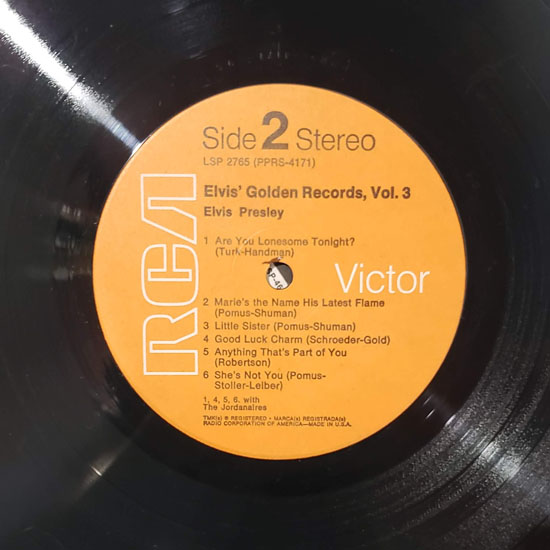 Side 2 Stereo
LSP 2765 (PPRS-4171)
Elvis' Golden Records, Vol. 3
Elvis Presley
1 Are You Lonesome Tonight?
(Turk-Handman)
RCA
Victor
P-46
2 Marie's the Name His Latest Flame
(Pomus-Shuman)
3 Little Sister (Pomus-Shuman)
4 Good Luck Charm (Schroeder-Gold)
5 Anything That's Part of You
(Robertson)
6 She's Not You (Pomus-
Stoller-Leiber)
1, 4, 5, 6. with
The Jordanaires
TMK(s) ® REGISTERED • MARCA(s) REGISTRADA(s)
RADIO CORPORATION OF AMERICA—MADE IN U.S.A.